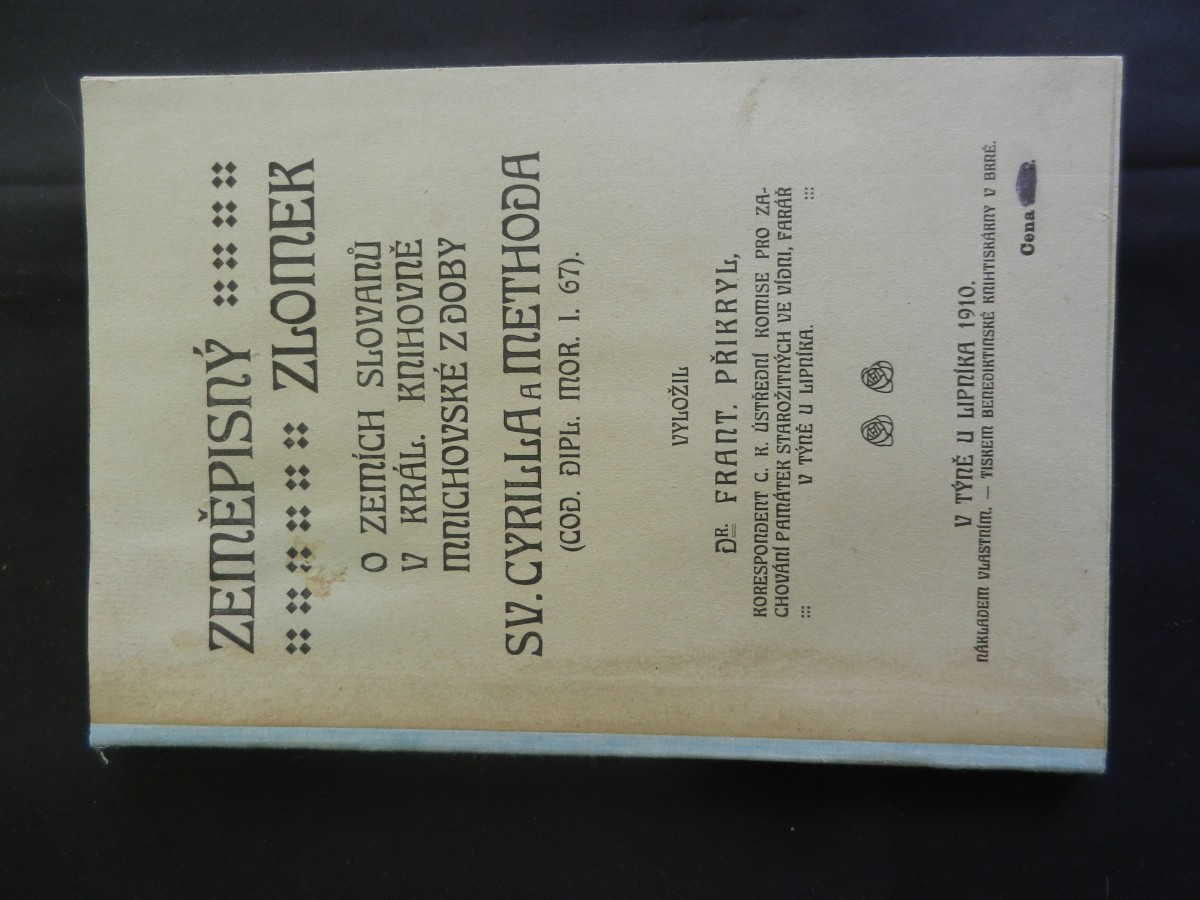 ZEMĚPISNÝ
ZLOMEK
O ZEMÍCH SLOVANŮ
V KRÁL. KNIHOVNĚ
MNICHOVSKÉ Z DOBY
SV. CYRILLA A METHODA
(COD. DIPL. MOR. I. 67).
VYLOŽIL
DR. FRANT. PŘIKRYL,
KORESPONDENT C. K. ÚSTŘEDNÍ KOMISE PRO ZA-
CHOVÁNÍ PAMÁTEK STAROŽITNÝCH VE VÍDNI, FARÁŘ
::: V TÝNĚ U LIPNÍKA. :::
V TÝNĚ U LIPNÍKA 1910.
NÁKLADEM VLASTNÍM. — TISKEM BENEDIKTINSKÉ KNIHTISKÁRNY V BRNĚ.
Cena